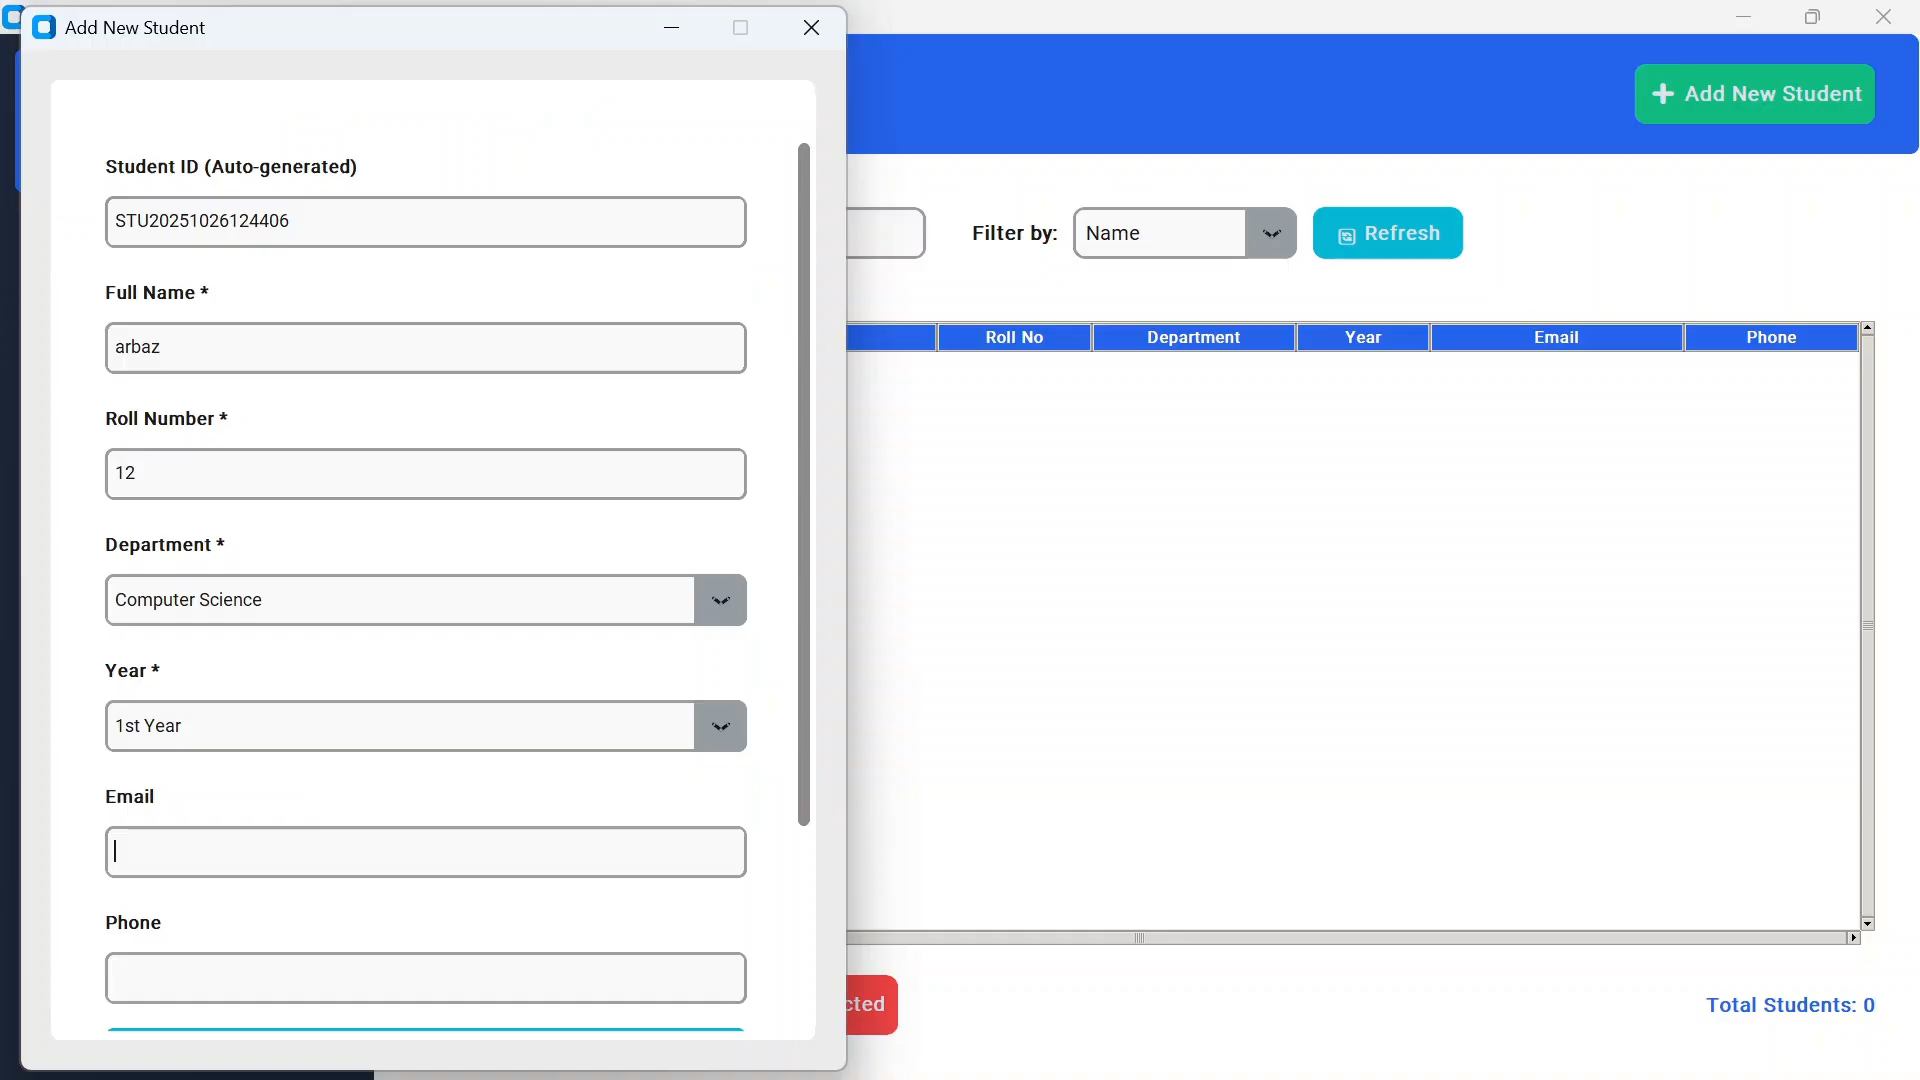 Add New Student
Add New Student
Student ID (Auto-generated)
STU20251026124406
Filter by:
Name
Refresh
Full Name *
arbaz
Roll No
Department
Year
Email
Phone
Roll Number *
12
Department *
Computer Science
Year *
1st Year
Email
Phone
cted
Total Students: 0